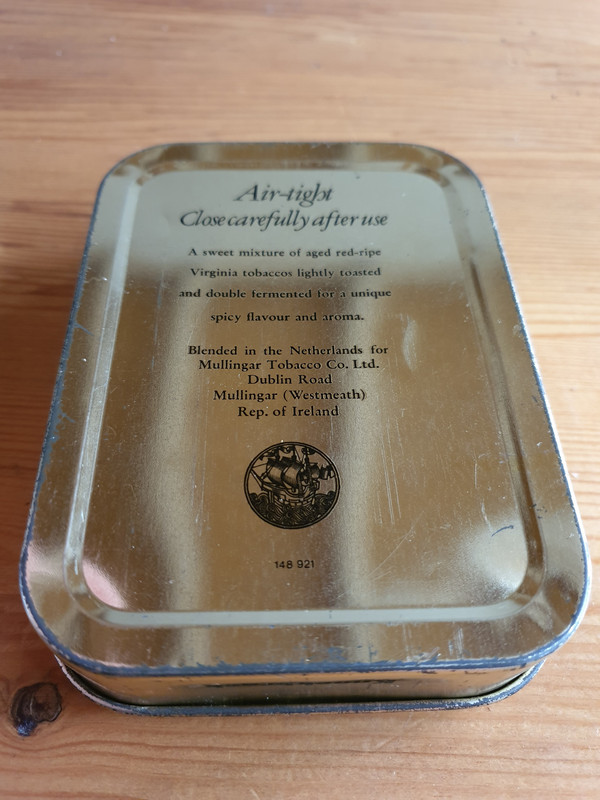 Air-tight
Close carefully after use
A sweet mixture of aged red-ripe
Virginia tobaccos lightly toasted
and double fermented for a unique
spicy flavour and aroma.
Blended in the Netherlands for
Mullingar Tobacco Co. Ltd.
Dublin Road
Mullingar (Westmeath)
Rep. of Ireland
148 921